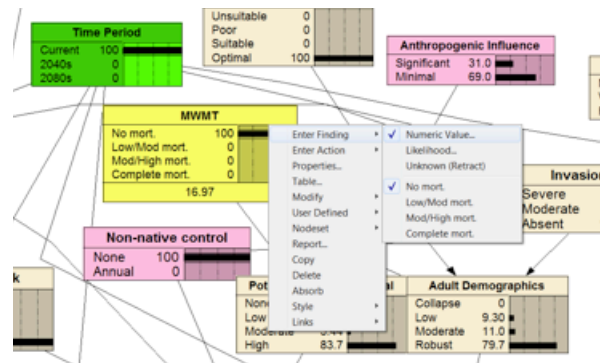 Time Period
Current 100
2040s 0
2080s 0
Unsuitable 0
Poor 0
Suitable 0
Optimal 100
Anthropogenic Influence
Significant 31.0
Minimal 69.0
MWMT
No mort. 100
Low/Mod mort. 0
Mod/High mort. 0
Complete mort. 0
16.97
Enter Finding
Enter Action
Properties...
Table...
Modify
User Defined
Nodeset
Report...
Copy
Delete
Absorb
Style
Links
Numeric Value...
Likelihood...
Unknown (Retract)
No mort.
Low/Mod mort.
Mod/High mort.
Complete mort.
Invasion
Severe
Moderate
Absent
Non-native control
None 100
Annual 0
k
Pot al
None
Low
Moderate
High 83.7
Adult Demographics
Collapse 0
Low 9.30
Moderate 11.0
Robust 79.7